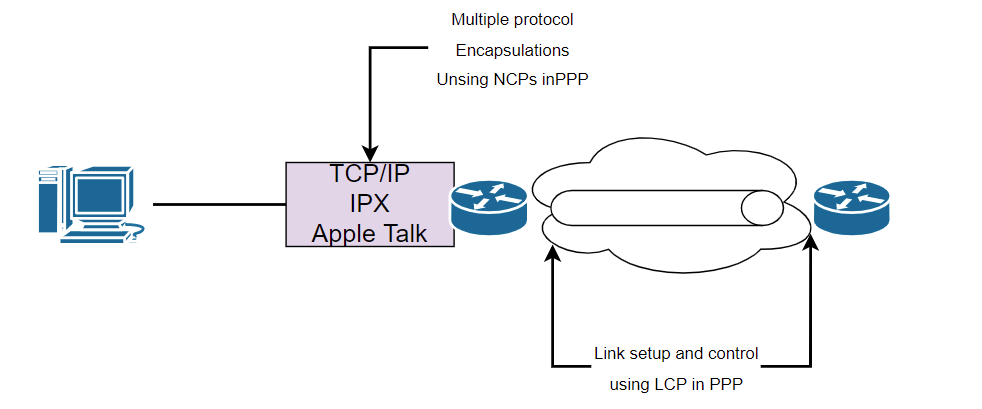 Multiple protocol
Encapsulations
Unsing NCPs inPPP
TCP/IP
IPX
Apple Talk
Link setup and control
using LCP in PPP